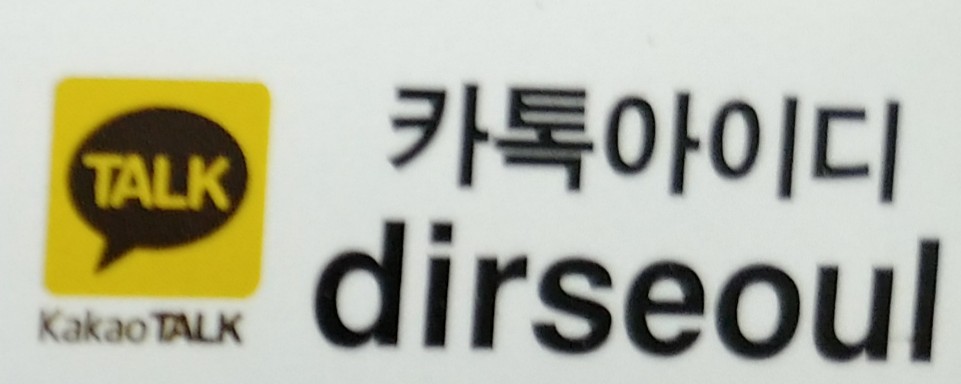 TALK
KakaoTALK
카톡아이디
dirseoul